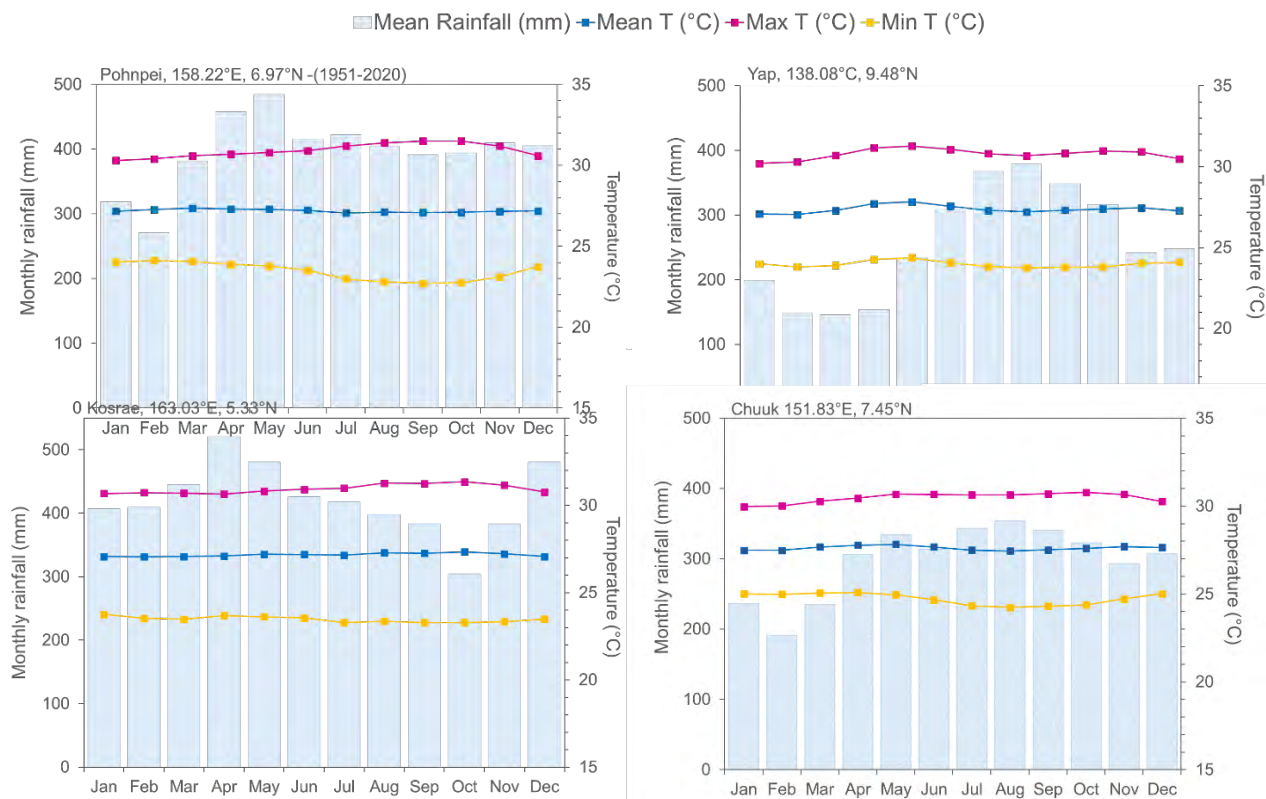 Mean Rainfall (mm) Mean T (°C) Max T (°C) Min T (°C)
Pohnpei, 158.22°E, 6.97°N -(1951-2020)
Monthly rainfall (mm)
500
400
300
200
100
0
35
30
25
20
15
Temperature (°C)
Jan Feb Mar Apr May Jun Jul Aug Sep Oct Nov Dec
Yap, 138.08°C, 9.48°N
Monthly rainfall (mm)
500
400
300
200
100
35
30
25
20
Temperature (°C)
Kosrae, 163.03°E, 5.33°N
Monthly rainfall (mm)
500
400
300
200
100
0
35
30
25
20
15
Temperature (°C)
Jan Feb Mar Apr May Jun Jul Aug Sep Oct Nov Dec
Chuuk 151.83°E, 7.45°N
Monthly rainfall (mm)
500
400
300
200
100
0
35
30
25
20
15
Temperature (°C)
Jan Feb Mar Apr May Jun Jul Aug Sep Oct Nov Dec